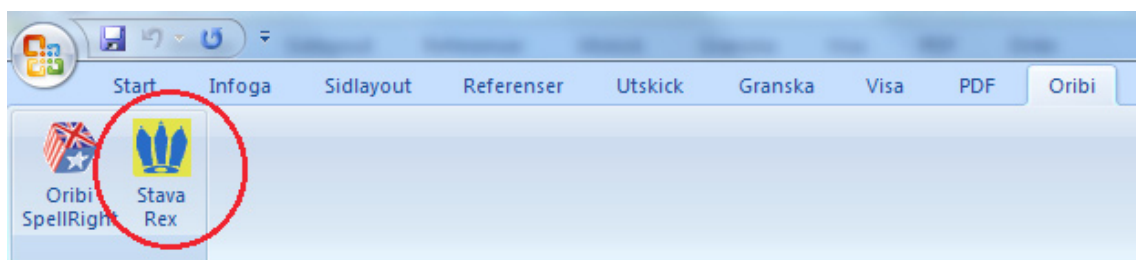 Start Infoga Sidlayout Referenser Utskick Granska Visa PDF Oribi
Oribi SpellRight
Stava Rex